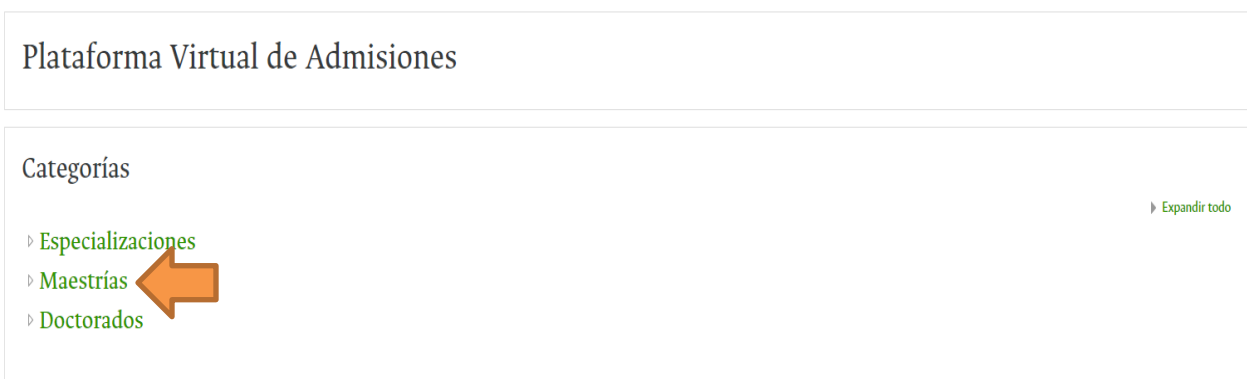 Plataforma Virtual de Admisiones
Categorías
Expandir todo
Especializaciones
Maestrías
Doctorados